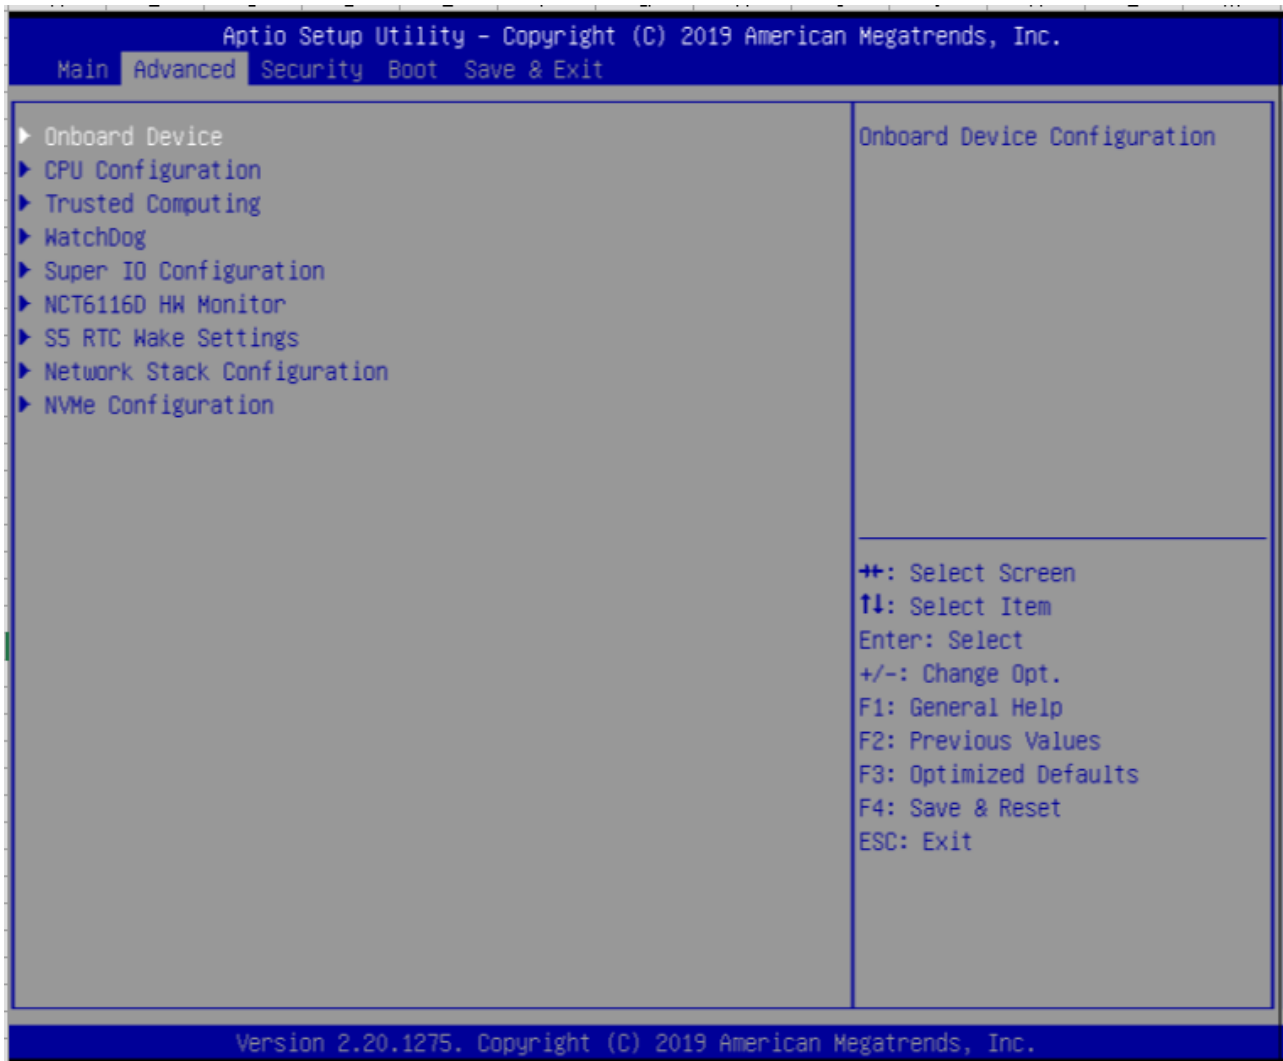 Aptio Setup Utility - Copyright (C) 2019 American Megatrends, Inc.
Main Advanced Security Boot Save & Exit
Onboard Device
CPU Configuration
Trusted Computing
WatchDog
Super IO Configuration
NCT6116D HW Monitor
S5 RTC Wake Settings
Network Stack Configuration
NVMe Configuration
Onboard Device Configuration
→←: Select Screen
↑↓: Select Item
Enter: Select
+/-: Change Opt.
F1: General Help
F2: Previous Values
F3: Optimized Defaults
F4: Save & Reset
ESC: Exit
Version 2.20.1275. Copyright (C) 2019 American Megatrends, Inc.